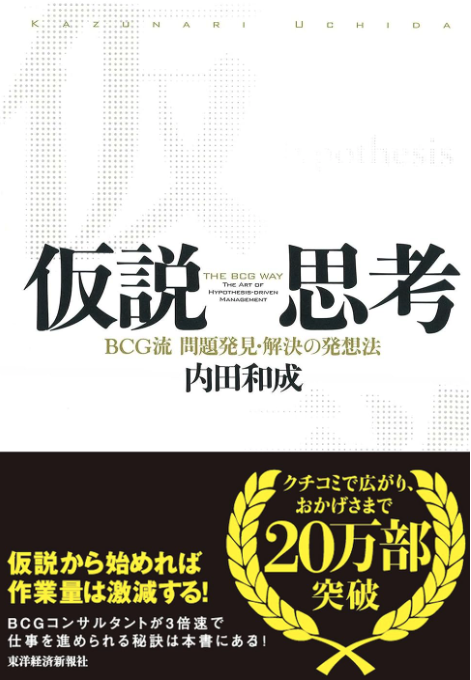 KAZUNARI UCHIDA
仮
hypothesis
仮説 思考
THE BCG WAY
THE ART OF
HYPOTHESIS-DRIVEN
MANAGEMENT
BCG流 問題発見・解決の発想法
内田和成
クチコミで広がり、
おかげさまで
20万部
突破
仮説から始めれば
作業量は激減する！
BCGコンサルタントが3倍速で
仕事を進められる秘訣は本書にある！
東洋経済新報社